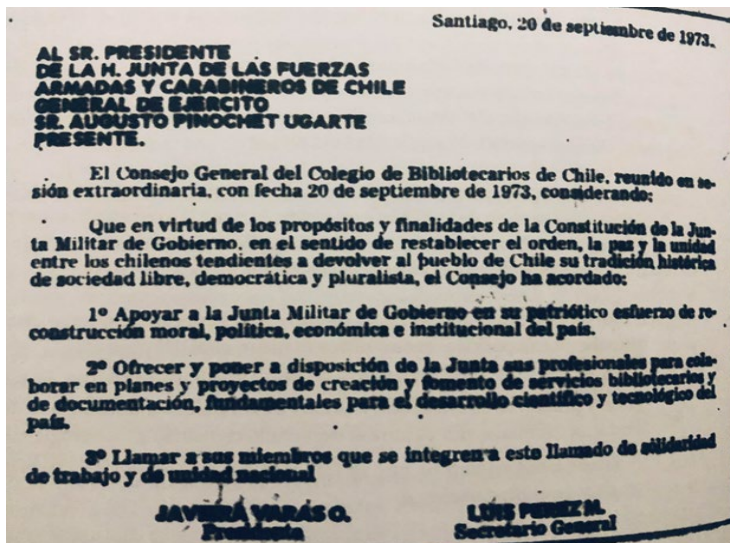 Santiago, 20 de septiembre de 1973.
AL SR. PRESIDENTE
DE LA H. JUNTA DE LAS FUERZAS
ARMADAS Y CARABINEROS DE CHILE
GENERAL DE EJERCITO
SR. AUGUSTO PINOCHET UGARTE
PRESENTE.
El Consejo General del Colegio de Bibliotecarios de Chile, reunido en se-
sión extraordinaria, con fecha 20 de septiembre de 1973, considerando:
Que en virtud de los propósitos y finalidades de la Constitución de la Jun-
ta Militar de Gobierno, en el sentido de restablecer el orden, la paz y la unidad
entre los chilenos tendientes a devolver al pueblo de Chile su tradición histórica
de sociedad libre, democrática y pluralista, el Consejo ha acordado:
1º Apoyar a la Junta Militar de Gobierno en su patriótico esfuerzo de re-
construcción moral, política, económica e institucional del país.
2º Ofrecer y poner a disposición de la Junta sus profesionales para cola-
borar en planes y proyectos de creación y fomento de servicios bibliotecarios y
de documentación, fundamentales para el desarrollo científico y tecnológico del
país.
3º Llamar a sus miembros que se integren a este llamado de solidaridad
de trabajo y de unidad nacional
JAVIERA VARAS O.
Presidenta
LUIS PEREZ M.
Secretario General